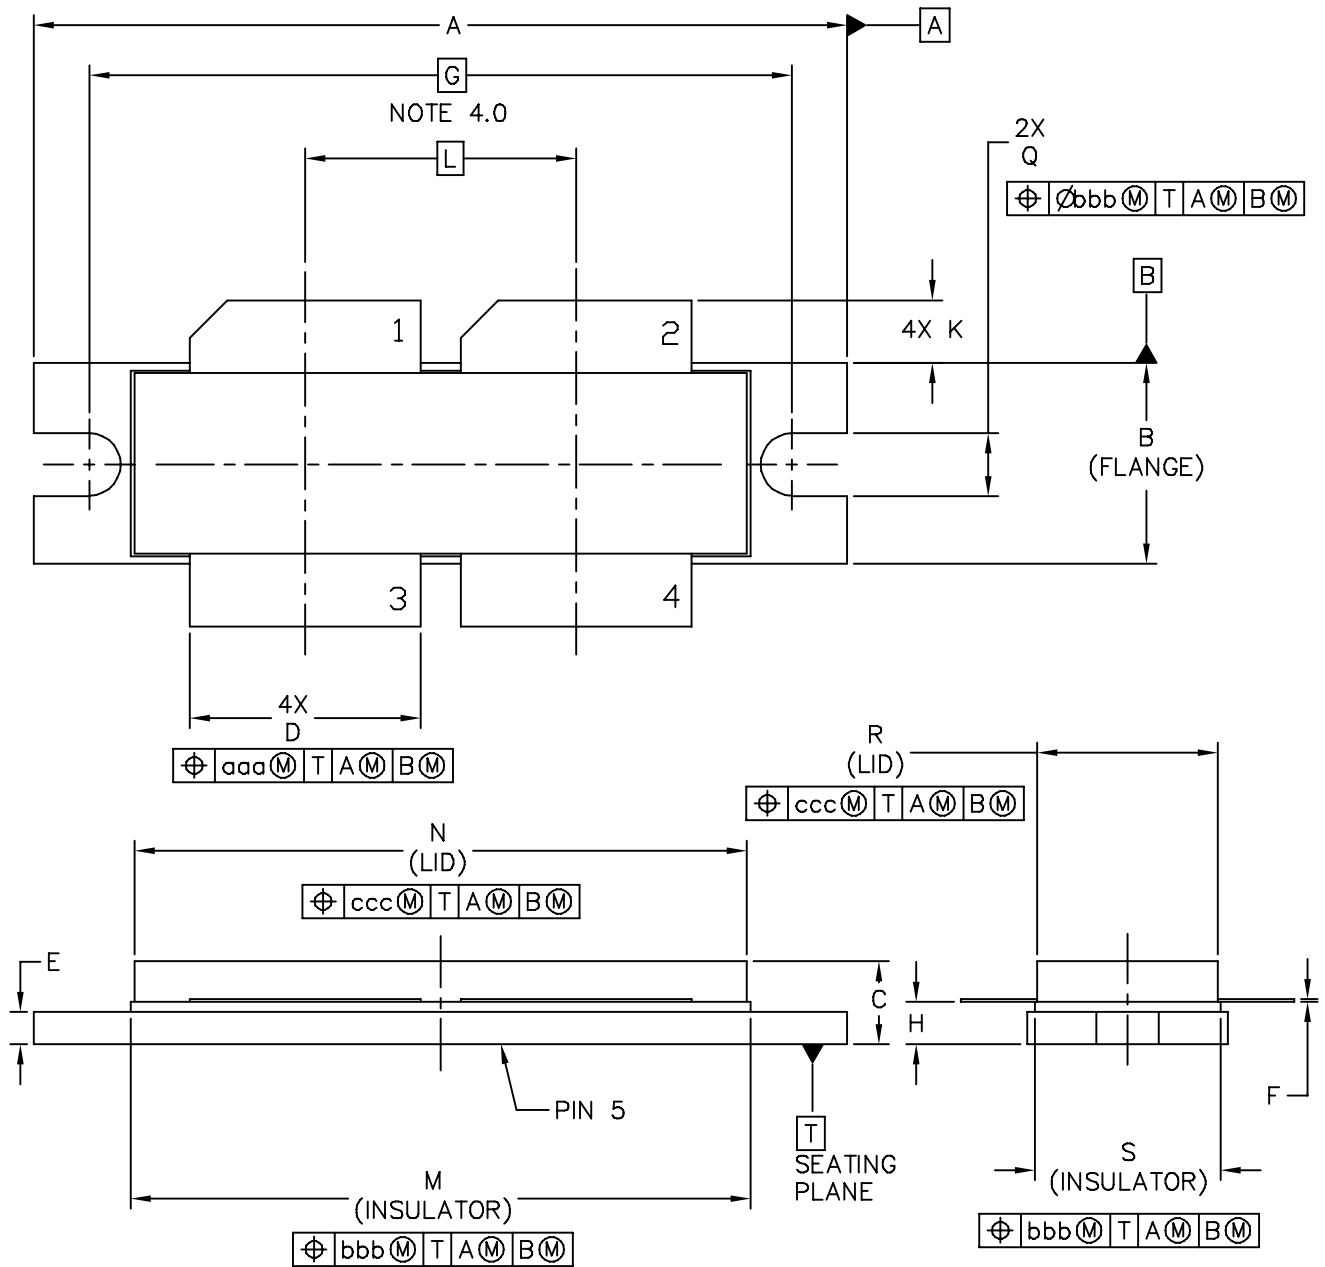 A
A
G
NOTE 4.0
L
2X
Q
⌖ Øbbb Ⓜ T A Ⓜ B Ⓜ
B
4X K
1
2
B
(FLANGE)
3
4
4X
D
⌖ aaa Ⓜ T A Ⓜ B Ⓜ
R
(LID)
⌖ ccc Ⓜ T A Ⓜ B Ⓜ
N
(LID)
⌖ ccc Ⓜ T A Ⓜ B Ⓜ
E
C
H
F
PIN 5
T
SEATING
PLANE
M
(INSULATOR)
⌖ bbb Ⓜ T A Ⓜ B Ⓜ
S
(INSULATOR)
⌖ bbb Ⓜ T A Ⓜ B Ⓜ